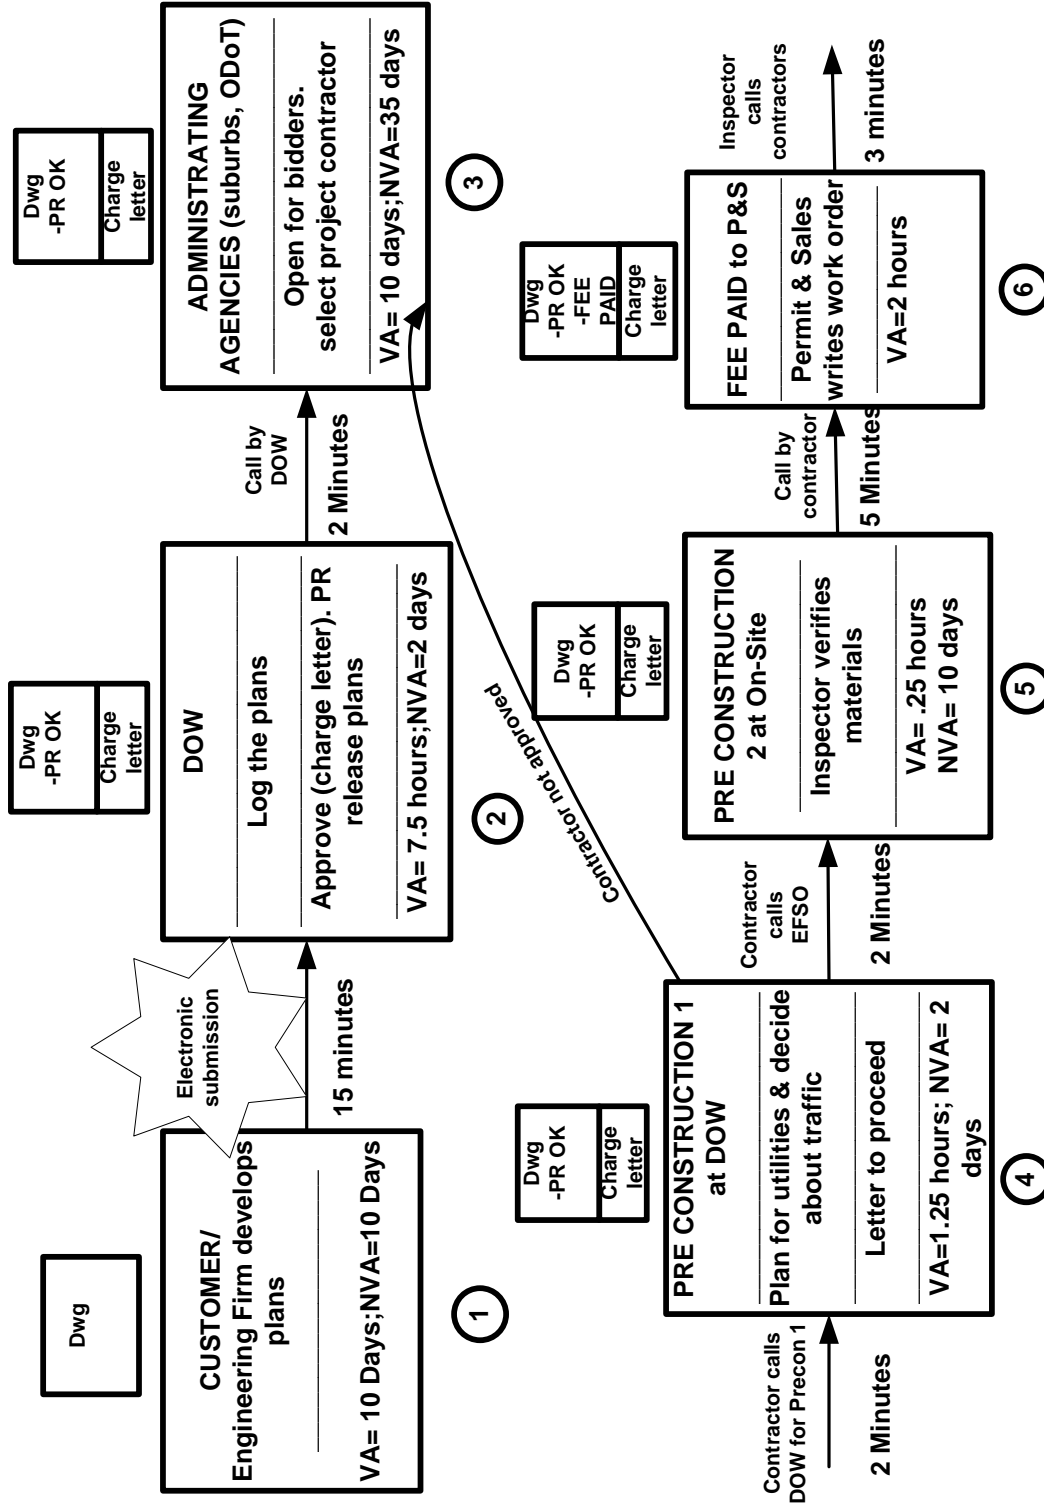 Dwg
CUSTOMER/
Engineering Firm develops
plans
VA= 10 Days;NVA=10 Days
1
Electronic
submission
15 minutes
Dwg
-PR OK
Charge
letter
DOW
Log the plans
Approve (charge letter). PR
release plans
VA= 7.5 hours;NVA=2 days
2
Call by
DOW
2 Minutes
Dwg
-PR OK
Charge
letter
ADMINISTRATING
AGENCIES (suburbs, ODoT)
Open for bidders.
select project contractor
VA= 10 days;NVA=35 days
3
Contractor not approved
Contractor calls
DOW for Precon 1
2 Minutes
Dwg
-PR OK
Charge
letter
PRE CONSTRUCTION 1
at DOW
Plan for utilities & decide
about traffic
Letter to proceed
VA=1.25 hours; NVA= 2
days
4
Contractor
calls
EFSO
2 Minutes
Dwg
-PR OK
Charge
letter
PRE CONSTRUCTION
2 at On-Site
Inspector verifies
materials
VA= .25 hours
NVA= 10 days
5
Call by
contractor
5 Minutes
Dwg
-PR OK
-FEE
PAID
Charge
letter
FEE PAID to P&S
Permit & Sales
writes work order
VA=2 hours
6
Inspector
calls
contractors
3 minutes